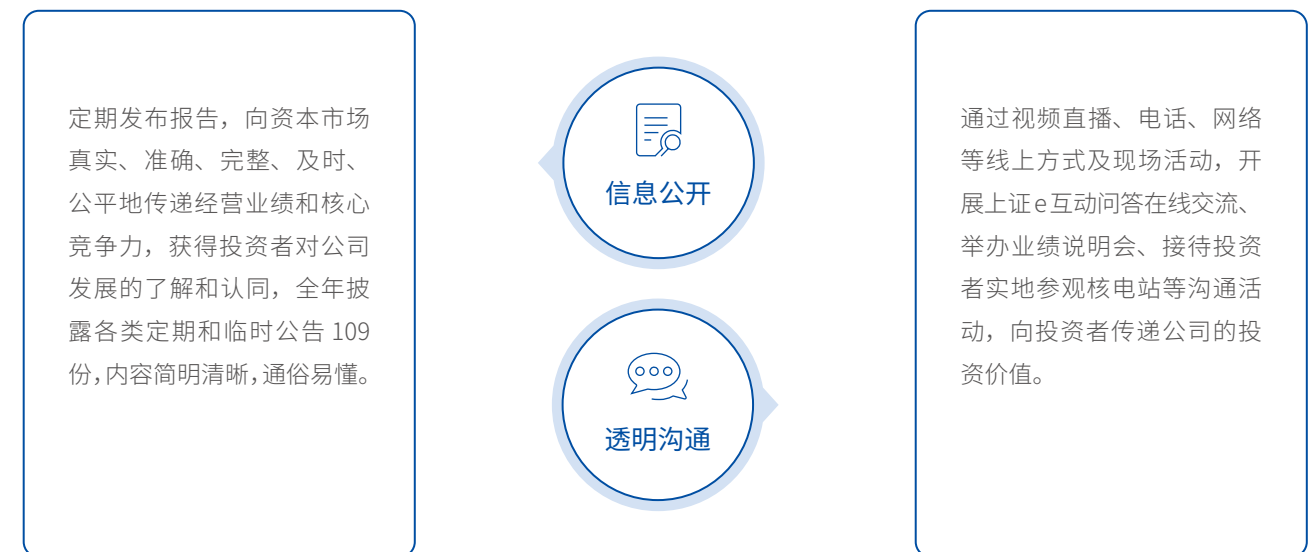 定期发布报告，向资本市场
真实、准确、完整、及时、
公平地传递经营业绩和核心
竞争力，获得投资者对公司
发展的了解和认同，全年披
露各类定期和临时公告 109
份，内容简明清晰，通俗易懂。
信息公开
透明沟通
通过视频直播、电话、网络
等线上方式及现场活动，开
展上证e互动问答在线交流、
举办业绩说明会、接待投资
者实地参观核电站等沟通活
动，向投资者传递公司的投
资价值。